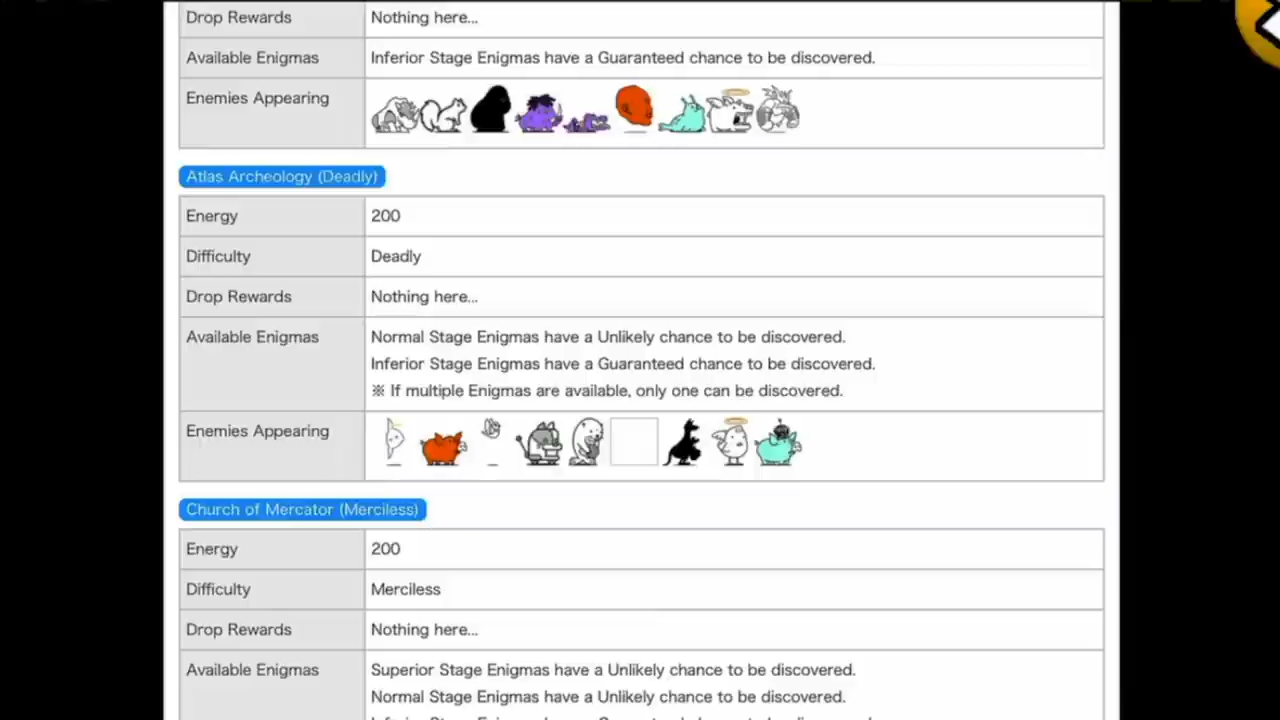 Drop Rewards
Nothing here...
Available Enigmas
Inferior Stage Enigmas have a Guaranteed chance to be discovered.
Enemies Appearing
Atlas Archeology (Deadly)
Energy
200
Difficulty
Deadly
Drop Rewards
Nothing here...
Available Enigmas
Normal Stage Enigmas have a Unlikely chance to be discovered.
Inferior Stage Enigmas have a Guaranteed chance to be discovered.
※ If multiple Enigmas are available, only one can be discovered.
Enemies Appearing
Church of Mercator (Merciless)
Energy
200
Difficulty
Merciless
Drop Rewards
Nothing here...
Available Enigmas
Superior Stage Enigmas have a Unlikely chance to be discovered.
Normal Stage Enigmas have a Unlikely chance to be discovered.